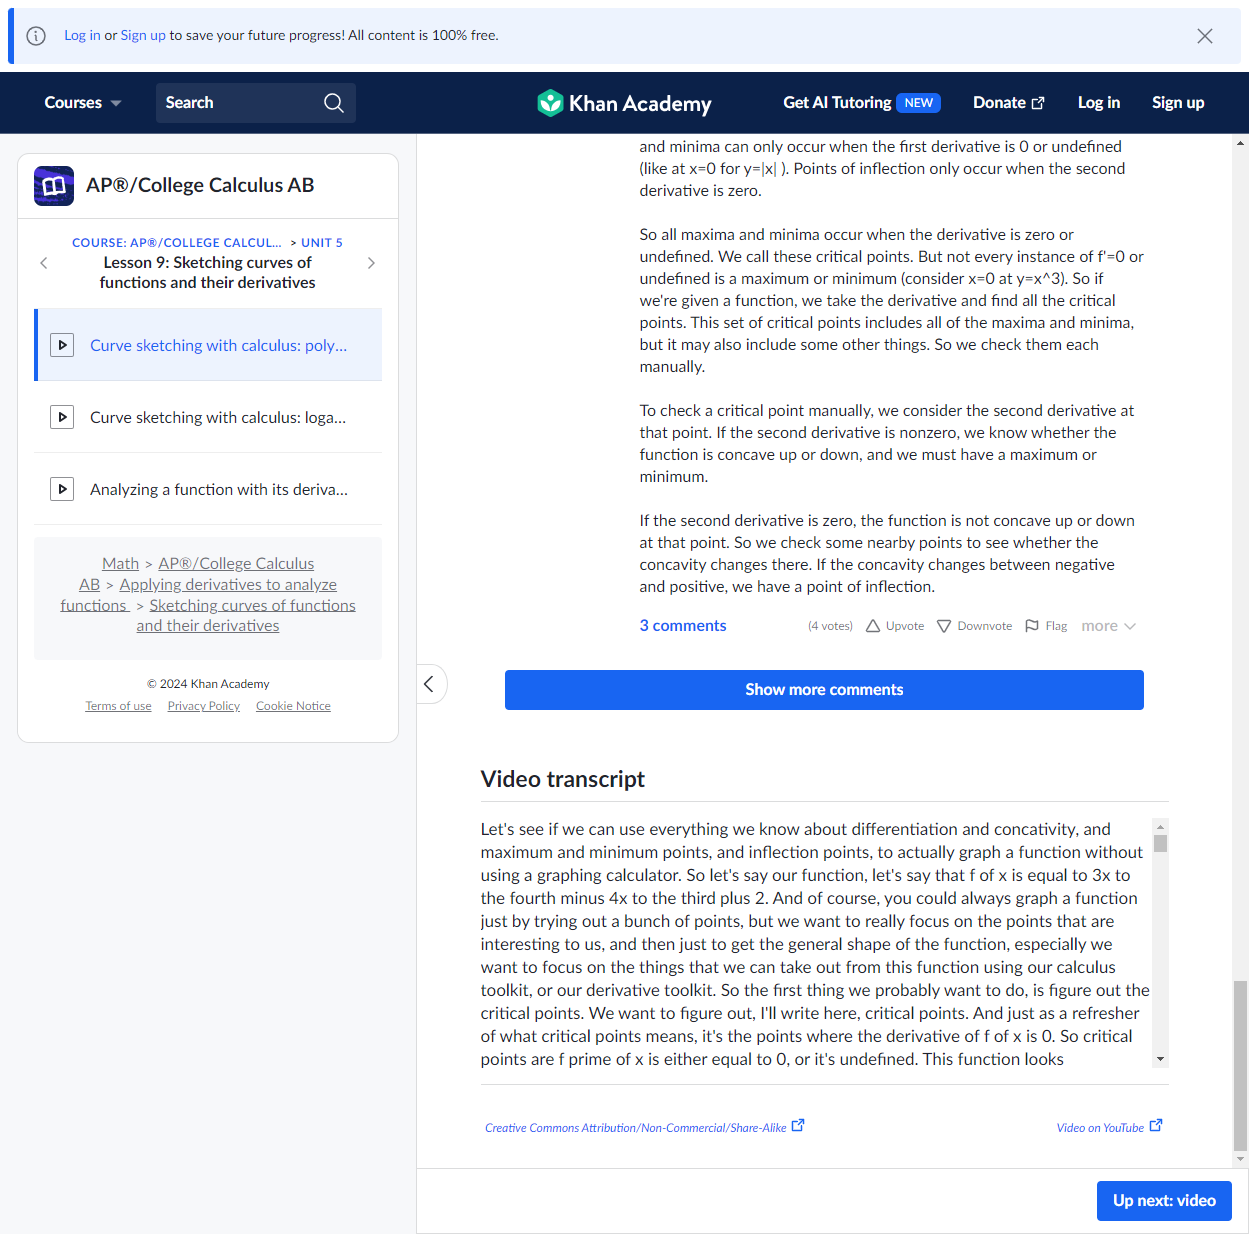 Log in or Sign up to save your future progress! All content is 100% free.
Courses
Search
Khan Academy
Get AI Tutoring NEW
Donate
Log in
Sign up
AP®/College Calculus AB
COURSE: AP®/COLLEGE CALCUL... > UNIT 5
Lesson 9: Sketching curves of
functions and their derivatives
Curve sketching with calculus: poly...
Curve sketching with calculus: loga...
Analyzing a function with its deriva...
Math > AP®/College Calculus
AB > Applying derivatives to analyze
functions > Sketching curves of functions
and their derivatives
© 2024 Khan Academy
Terms of use Privacy Policy Cookie Notice
and minima can only occur when the first derivative is 0 or undefined
(like at x=0 for y=|x| ). Points of inflection only occur when the second
derivative is zero.
So all maxima and minima occur when the derivative is zero or
undefined. We call these critical points. But not every instance of f'=0 or
undefined is a maximum or minimum (consider x=0 at y=x^3). So if
we're given a function, we take the derivative and find all the critical
points. This set of critical points includes all of the maxima and minima,
but it may also include some other things. So we check them each
manually.
To check a critical point manually, we consider the second derivative at
that point. If the second derivative is nonzero, we know whether the
function is concave up or down, and we must have a maximum or
minimum.
If the second derivative is zero, the function is not concave up or down
at that point. So we check some nearby points to see whether the
concavity changes there. If the concavity changes between negative
and positive, we have a point of inflection.
3 comments (4 votes) Upvote Downvote Flag more
Show more comments
Video transcript
Let's see if we can use everything we know about differentiation and concativity, and
maximum and minimum points, and inflection points, to actually graph a function without
using a graphing calculator. So let's say our function, let's say that f of x is equal to 3x to
the fourth minus 4x to the third plus 2. And of course, you could always graph a function
just by trying out a bunch of points, but we want to really focus on the points that are
interesting to us, and then just to get the general shape of the function, especially we
want to focus on the things that we can take out from this function using our calculus
toolkit, or our derivative toolkit. So the first thing we probably want to do, is figure out the
critical points. We want to figure out, I'll write here, critical points. And just as a refresher
of what critical points means, it's the points where the derivative of f of x is 0. So critical
points are f prime of x is either equal to 0, or it's undefined. This function looks
Creative Commons Attribution/Non-Commercial/Share-Alike
Video on YouTube
Up next: video